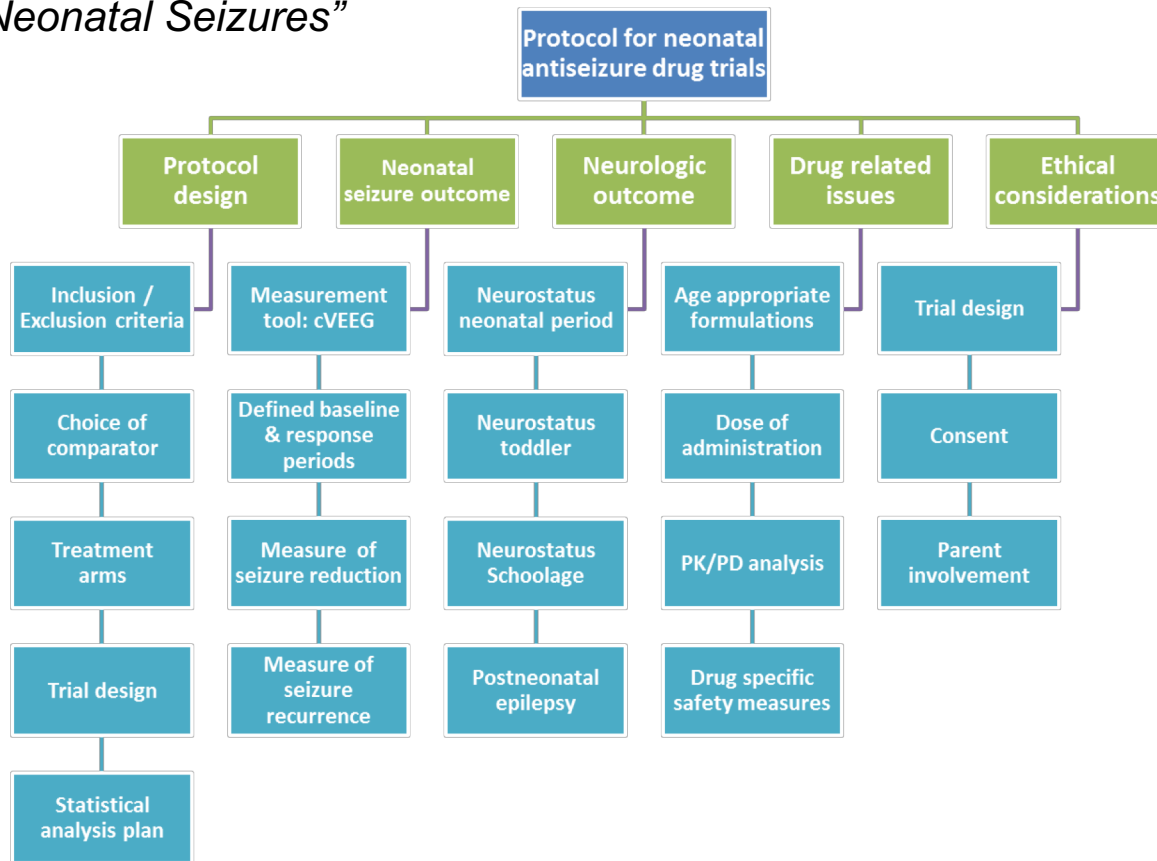 Neonatal Seizures”
Protocol for neonatal
antiseizure drug trials
Protocol
design
Neonatal
seizure outcome
Neurologic
outcome
Drug related
issues
Ethical
considerations
Inclusion /
Exclusion criteria
Measurement
tool: cVEEG
Neurostatus
neonatal period
Age appropriate
formulations
Trial design
Choice of
comparator
Defined baseline
& response
periods
Neurostatus
toddler
Dose of
administration
Consent
Treatment
arms
Measure of
seizure reduction
Neurostatus
Schoolage
PK/PD analysis
Parent
involvement
Trial design
Measure of
seizure
recurrence
Postneonatal
epilepsy
Drug specific
safety measures
Statistical
analysis plan